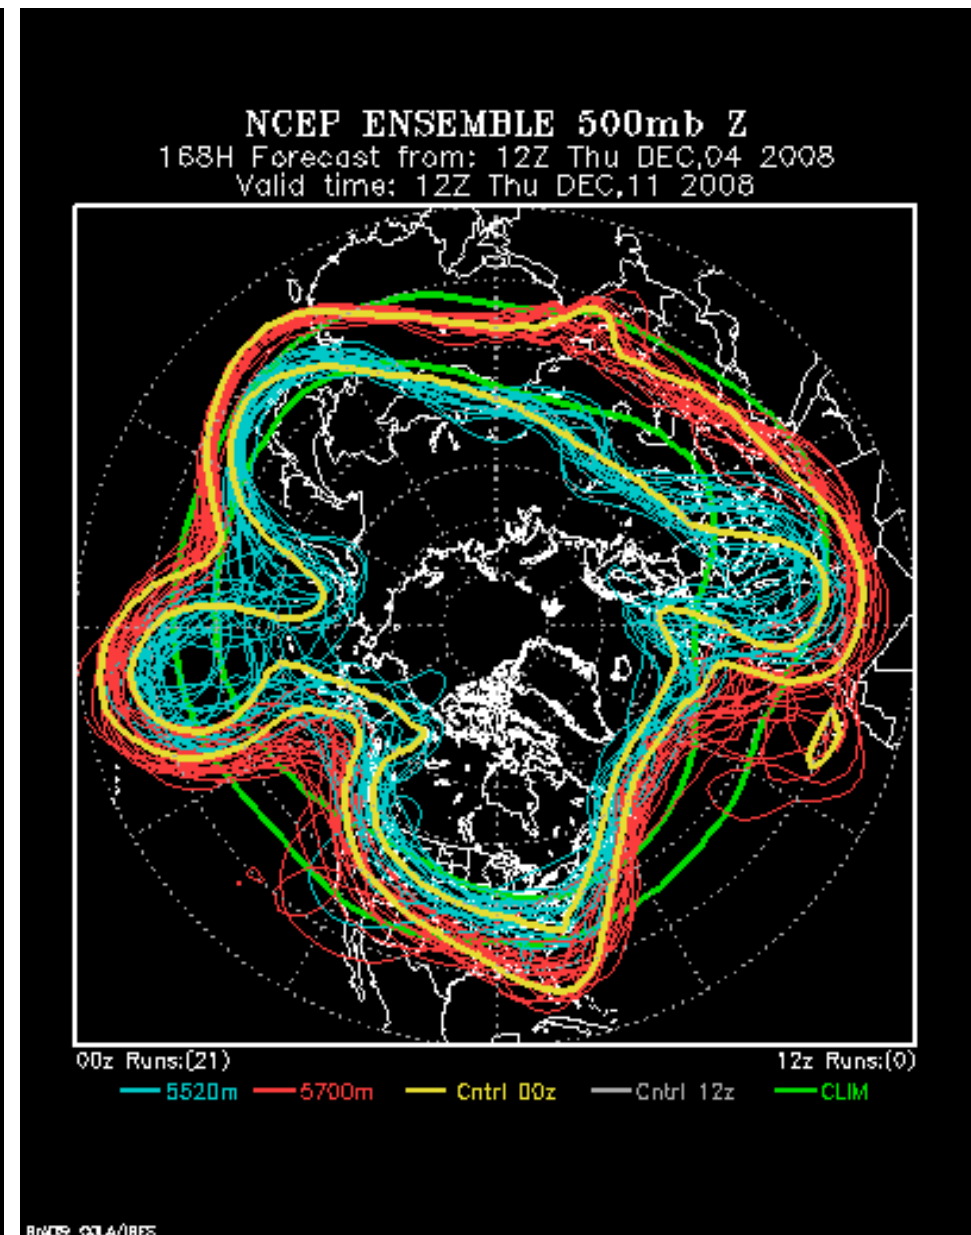 NCEP ENSEMBLE 500mb Z
168H Forecast from: 12Z Thu DEC,04 2008
Valid time: 12Z Thu DEC,11 2008
00z Runs:(21) 12z Runs:(0)
5520m 5700m Cntrl 00z Cntrl 12z CLIM